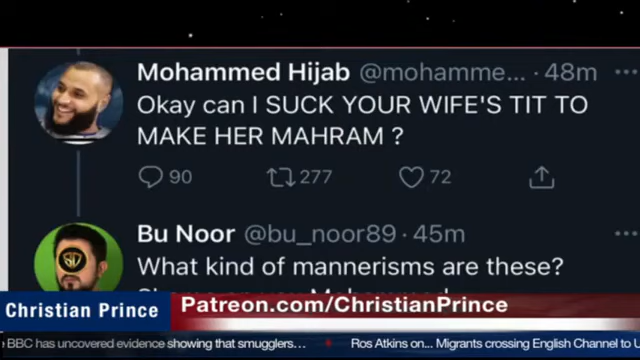 Mohammed Hijab @mohamme... · 48m
Okay can I SUCK YOUR WIFE'S TIT TO
MAKE HER MAHRAM ?
90 277 72
Bu Noor @bu_noor89 · 45m
What kind of mannerisms are these?
Christian Prince
Patreon.com/ChristianPrince
BBC has uncovered evidence showing that smugglers... Ros Atkins on... Migrants crossing English Channel to